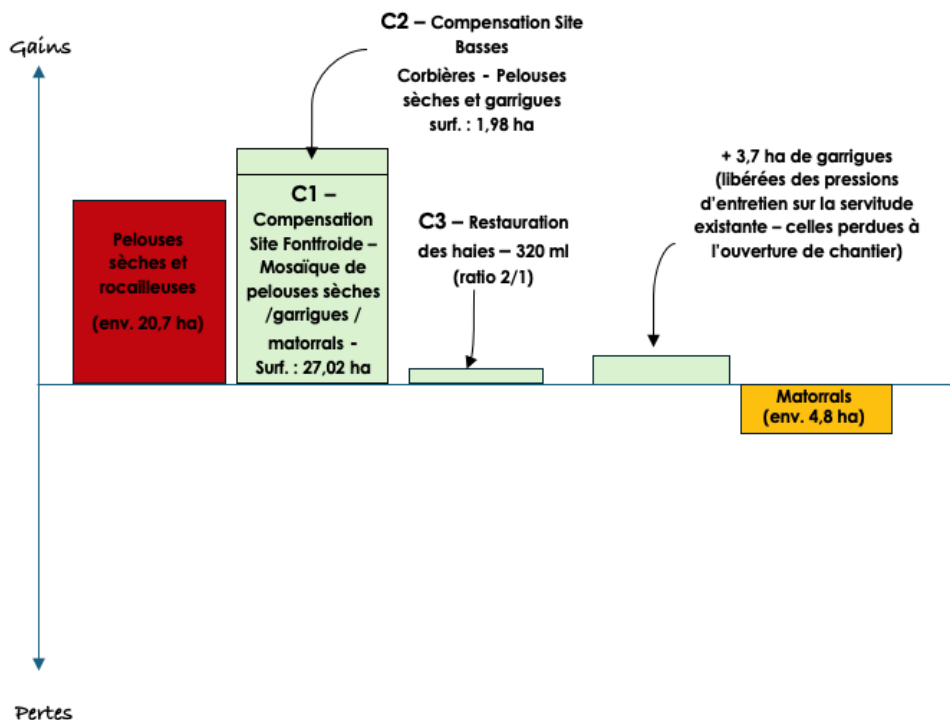 Gains
C2 – Compensation Site
Basses
Corbières - Pelouses
sèches et garrigues
surf. : 1,98 ha
+ 3,7 ha de garrigues
(libérées des pressions
d'entretien sur la servitude
existante – celles perdues à
l'ouverture de chantier)
Pelouses
sèches et
rocailleuses
(env. 20,7 ha)
C1 –
Compensation
Site Fontfroide –
Mosaïque de
pelouses sèches
/garrigues /
matorrals -
Surf. : 27,02 ha
C3 – Restauration
des haies – 320 ml
(ratio 2/1)
Matorrals
(env. 4,8 ha)
Pertes